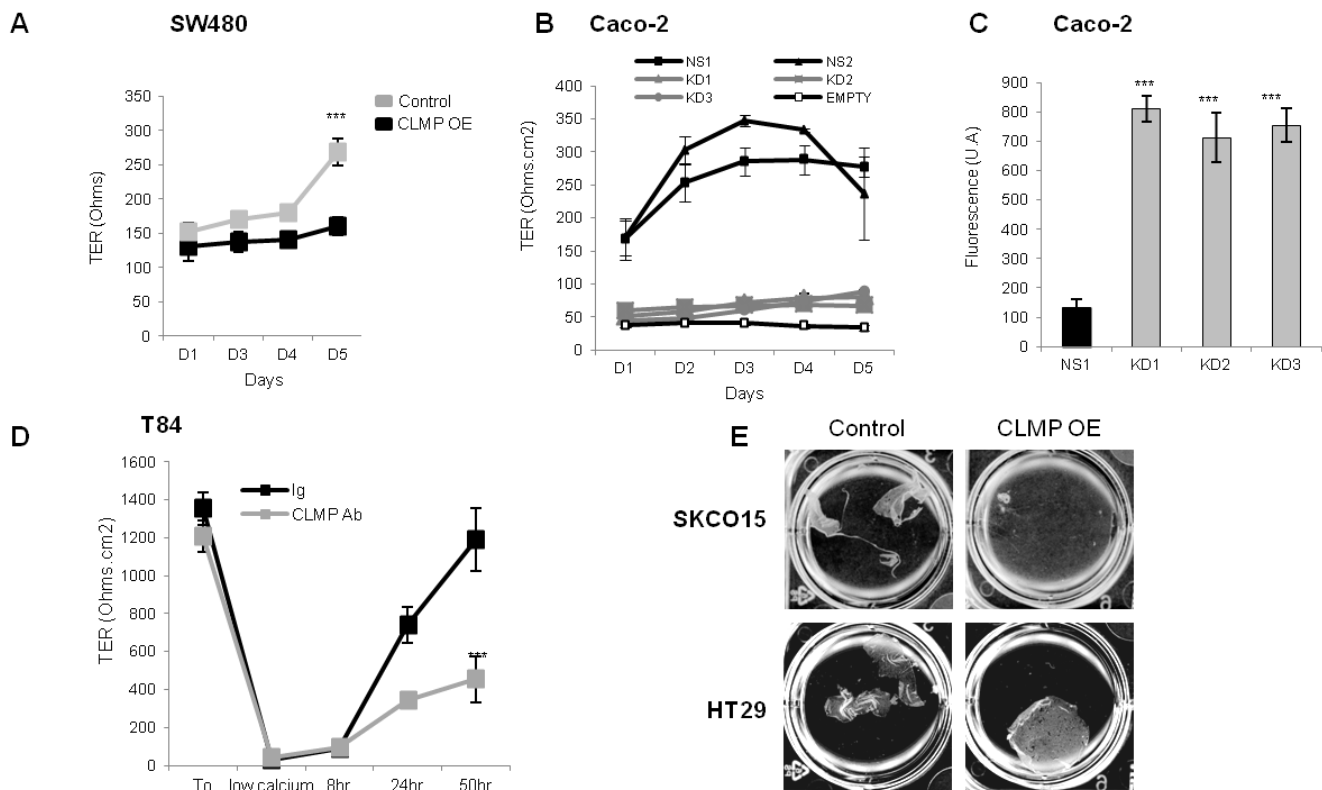 A
SW480
TER (Ohms)
350
300
250
200
150
100
50
0
***
Control
CLMP OE
D1 D3 D4 D5
Days
B
Caco-2
NS1 NS2
KD1 KD2
KD3 EMPTY
TER (Ohms.cm2)
400
350
300
250
200
150
100
50
0
D1 D2 D3 D4 D5
Days
C
Caco-2
Fluorescence (U.A)
900
800
700
600
500
400
300
200
100
0
*** *** ***
NS1 KD1 KD2 KD3
D
T84
TER (Ohms.cm2)
1600
1400
1200
1000
800
600
400
200
0
Ig
CLMP Ab
***
To low calcium 8hr 24hr 50hr
E
Control CLMP OE
SKCO15
HT29